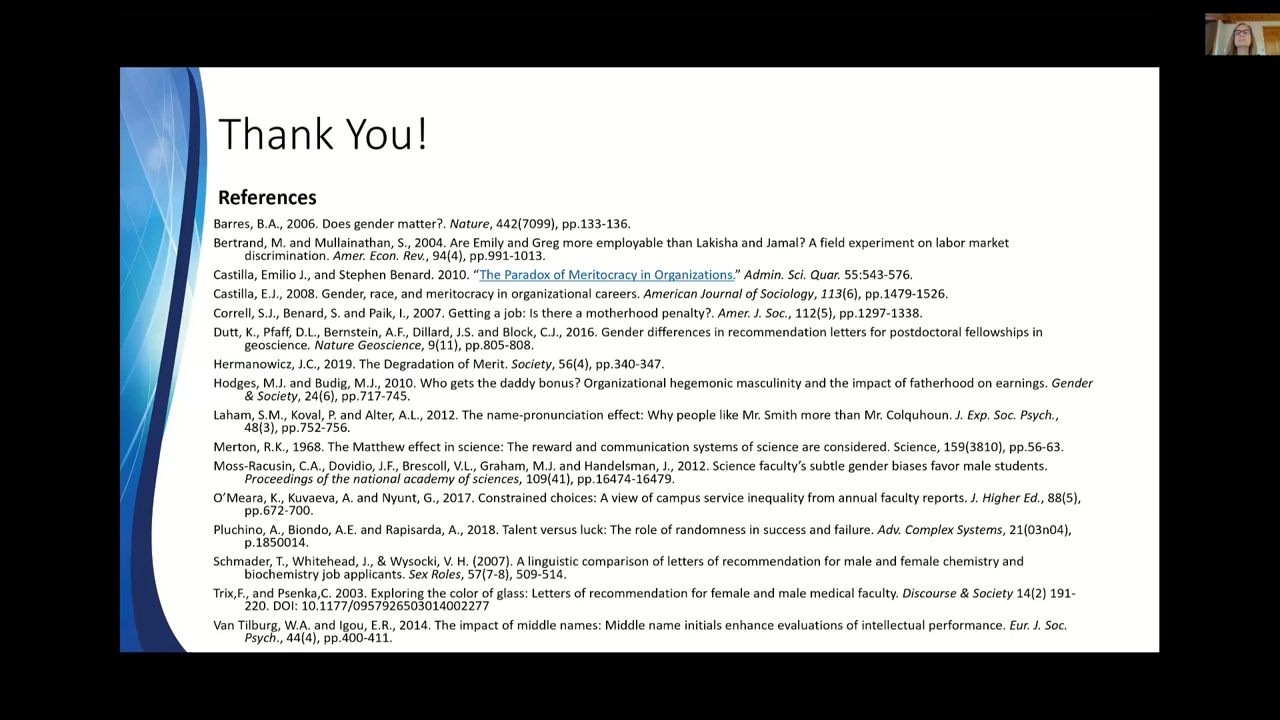 Thank You!
References
Barres, B.A., 2006. Does gender matter?. Nature, 442(7099), pp.133-136.
Bertrand, M. and Mullainathan, S., 2004. Are Emily and Greg more employable than Lakisha and Jamal? A field experiment on labor market
discrimination. Amer. Econ. Rev., 94(4), pp.991-1013.
Castilla, Emilio J., and Stephen Benard. 2010. “The Paradox of Meritocracy in Organizations.” Admin. Sci. Quar. 55:543-576.
Castilla, E.J., 2008. Gender, race, and meritocracy in organizational careers. American Journal of Sociology, 113(6), pp.1479-1526.
Correll, S.J., Benard, S. and Paik, I., 2007. Getting a job: Is there a motherhood penalty?. Amer. J. Soc., 112(5), pp.1297-1338.
Dutt, K., Pfaff, D.L., Bernstein, A.F., Dillard, J.S. and Block, C.J., 2016. Gender differences in recommendation letters for postdoctoral fellowships in
geoscience. Nature Geoscience, 9(11), pp.805-808.
Hermanowicz, J.C., 2019. The Degradation of Merit. Society, 56(4), pp.340-347.
Hodges, M.J. and Budig, M.J., 2010. Who gets the daddy bonus? Organizational hegemonic masculinity and the impact of fatherhood on earnings. Gender
& Society, 24(6), pp.717-745.
Laham, S.M., Koval, P. and Alter, A.L., 2012. The name-pronunciation effect: Why people like Mr. Smith more than Mr. Colquhoun. J. Exp. Soc. Psych.,
48(3), pp.752-756.
Merton, R.K., 1968. The Matthew effect in science: The reward and communication systems of science are considered. Science, 159(3810), pp.56-63.
Moss-Racusin, C.A., Dovidio, J.F., Brescoll, V.L., Graham, M.J. and Handelsman, J., 2012. Science faculty’s subtle gender biases favor male students.
Proceedings of the national academy of sciences, 109(41), pp.16474-16479.
O’Meara, K., Kuvaeva, A. and Nyunt, G., 2017. Constrained choices: A view of campus service inequality from annual faculty reports. J. Higher Ed., 88(5),
pp.672-700.
Pluchino, A., Biondo, A.E. and Rapisarda, A., 2018. Talent versus luck: The role of randomness in success and failure. Adv. Complex Systems, 21(03n04),
p.1850014.
Schmader, T., Whitehead, J., & Wysocki, V. H. (2007). A linguistic comparison of letters of recommendation for male and female chemistry and
biochemistry job applicants. Sex Roles, 57(7-8), 509-514.
Trix,F., and Psenka,C. 2003. Exploring the color of glass: Letters of recommendation for female and male medical faculty. Discourse & Society 14(2) 191-
220. DOI: 10.1177/0957926503014002277
Van Tilburg, W.A. and Igou, E.R., 2014. The impact of middle names: Middle name initials enhance evaluations of intellectual performance. Eur. J. Soc.
Psych., 44(4), pp.400-411.